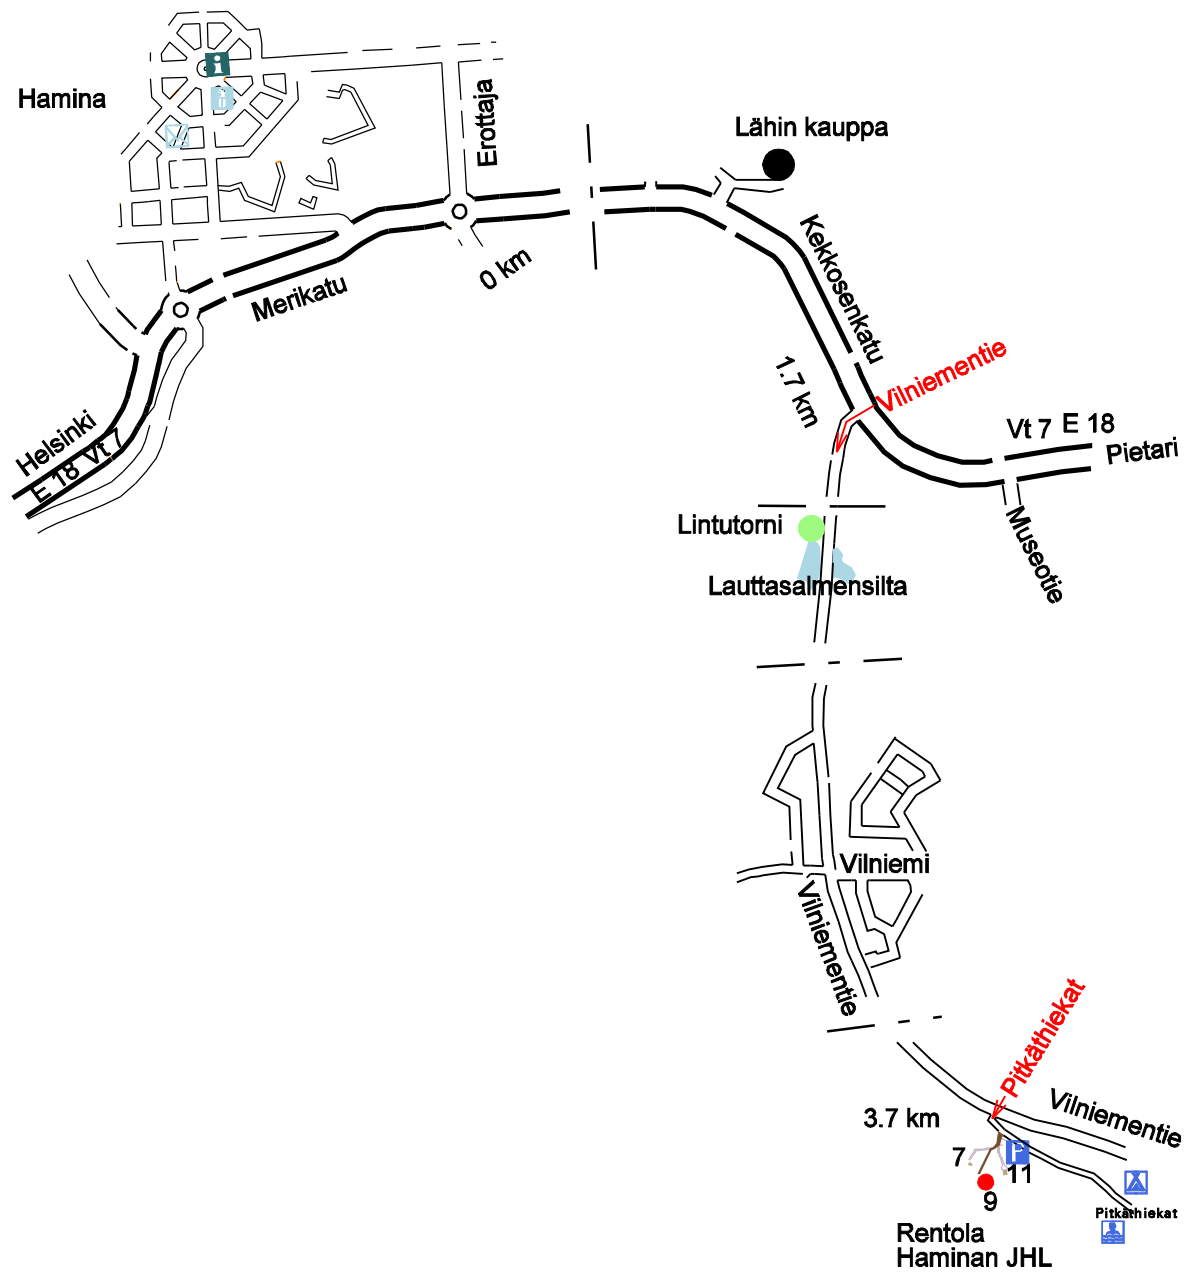 Hamina
Erottaja
Lähin kauppa
0 km
Merikatu
Kekkosenkatu
Vilniementie
1.7 km
Helsinki
E 18 Vt 7
Vt 7 E 18
Pietari
Museotie
Lintutorni
Lauttasalmensilta
Vilniemi
Vilniementie
Pitkäthiekat
3.7 km
Vilniementie
7
P
11
9
Pitkäthiekat
Rentola
Haminan JHL